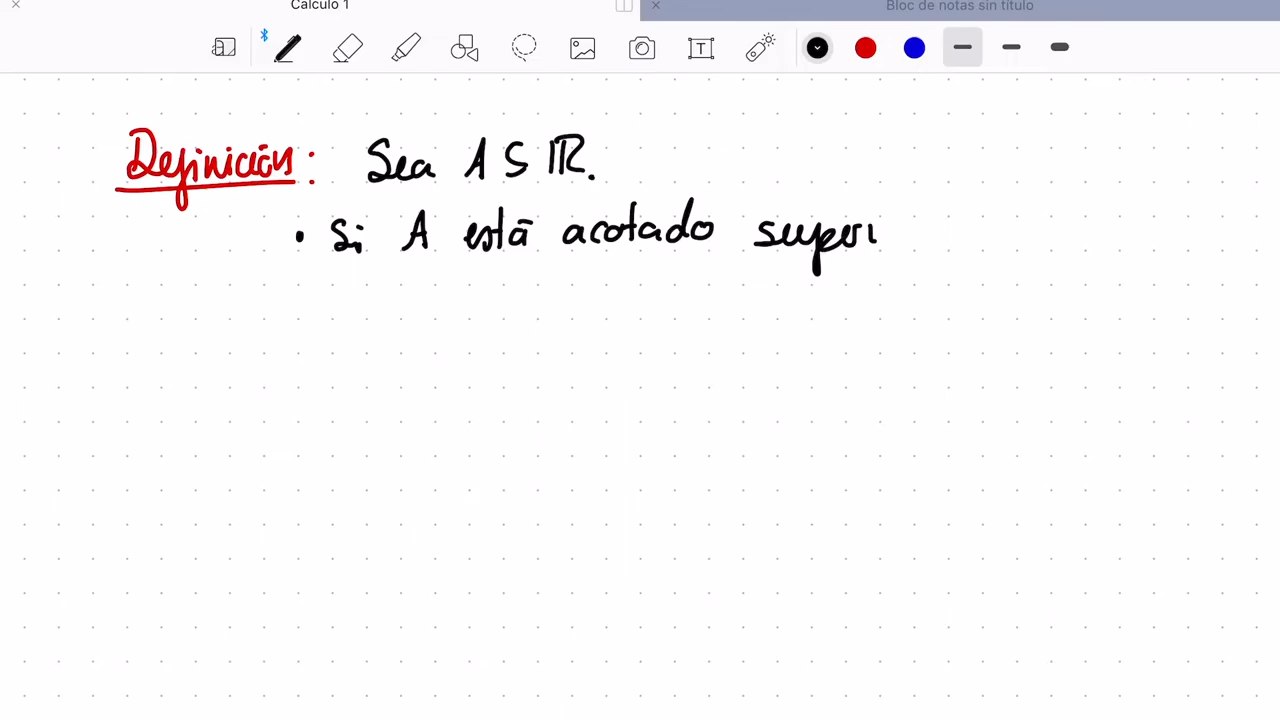 Calculo 1
Bloc de notas sin título
Definición: Sea A ⊆ ℝ.
• Si A está acotado superi